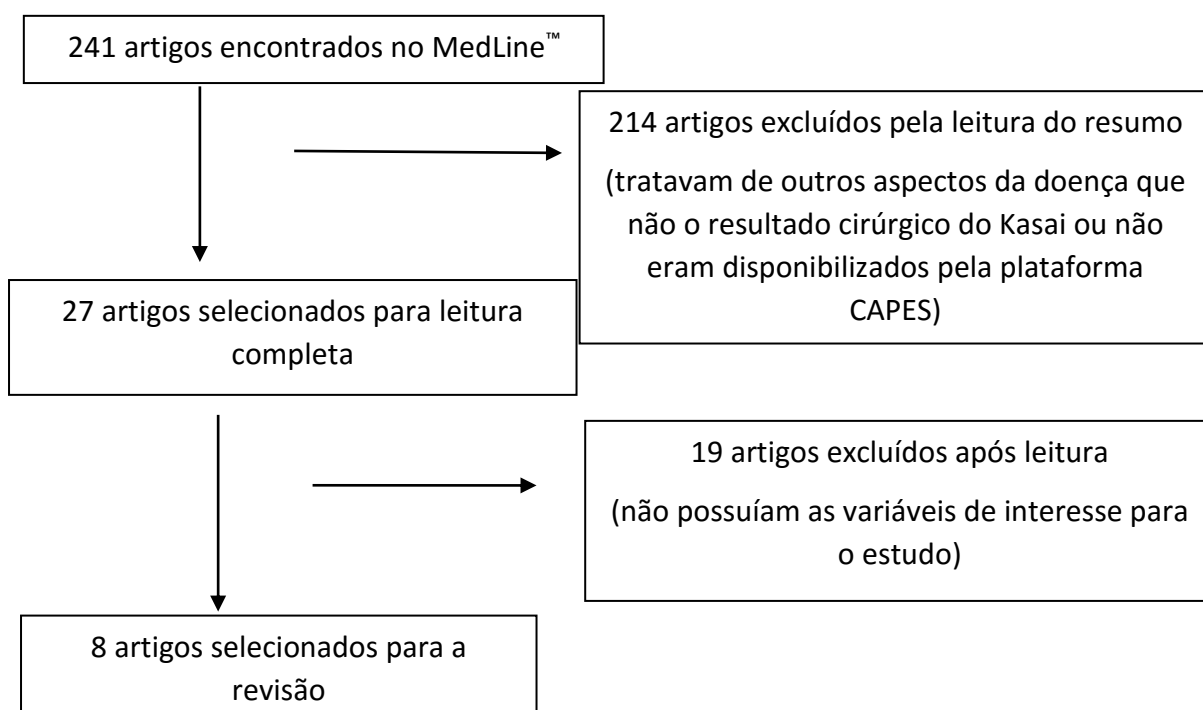 241 artigos encontrados no MedLine™
214 artigos excluídos pela leitura do resumo
(tratavam de outros aspectos da doença que
não o resultado cirúrgico do Kasai ou não
eram disponibilizados pela plataforma
CAPES)
27 artigos selecionados para leitura
completa
19 artigos excluídos após leitura
(não possuíam as variáveis de interesse para
o estudo)
8 artigos selecionados para a
revisão